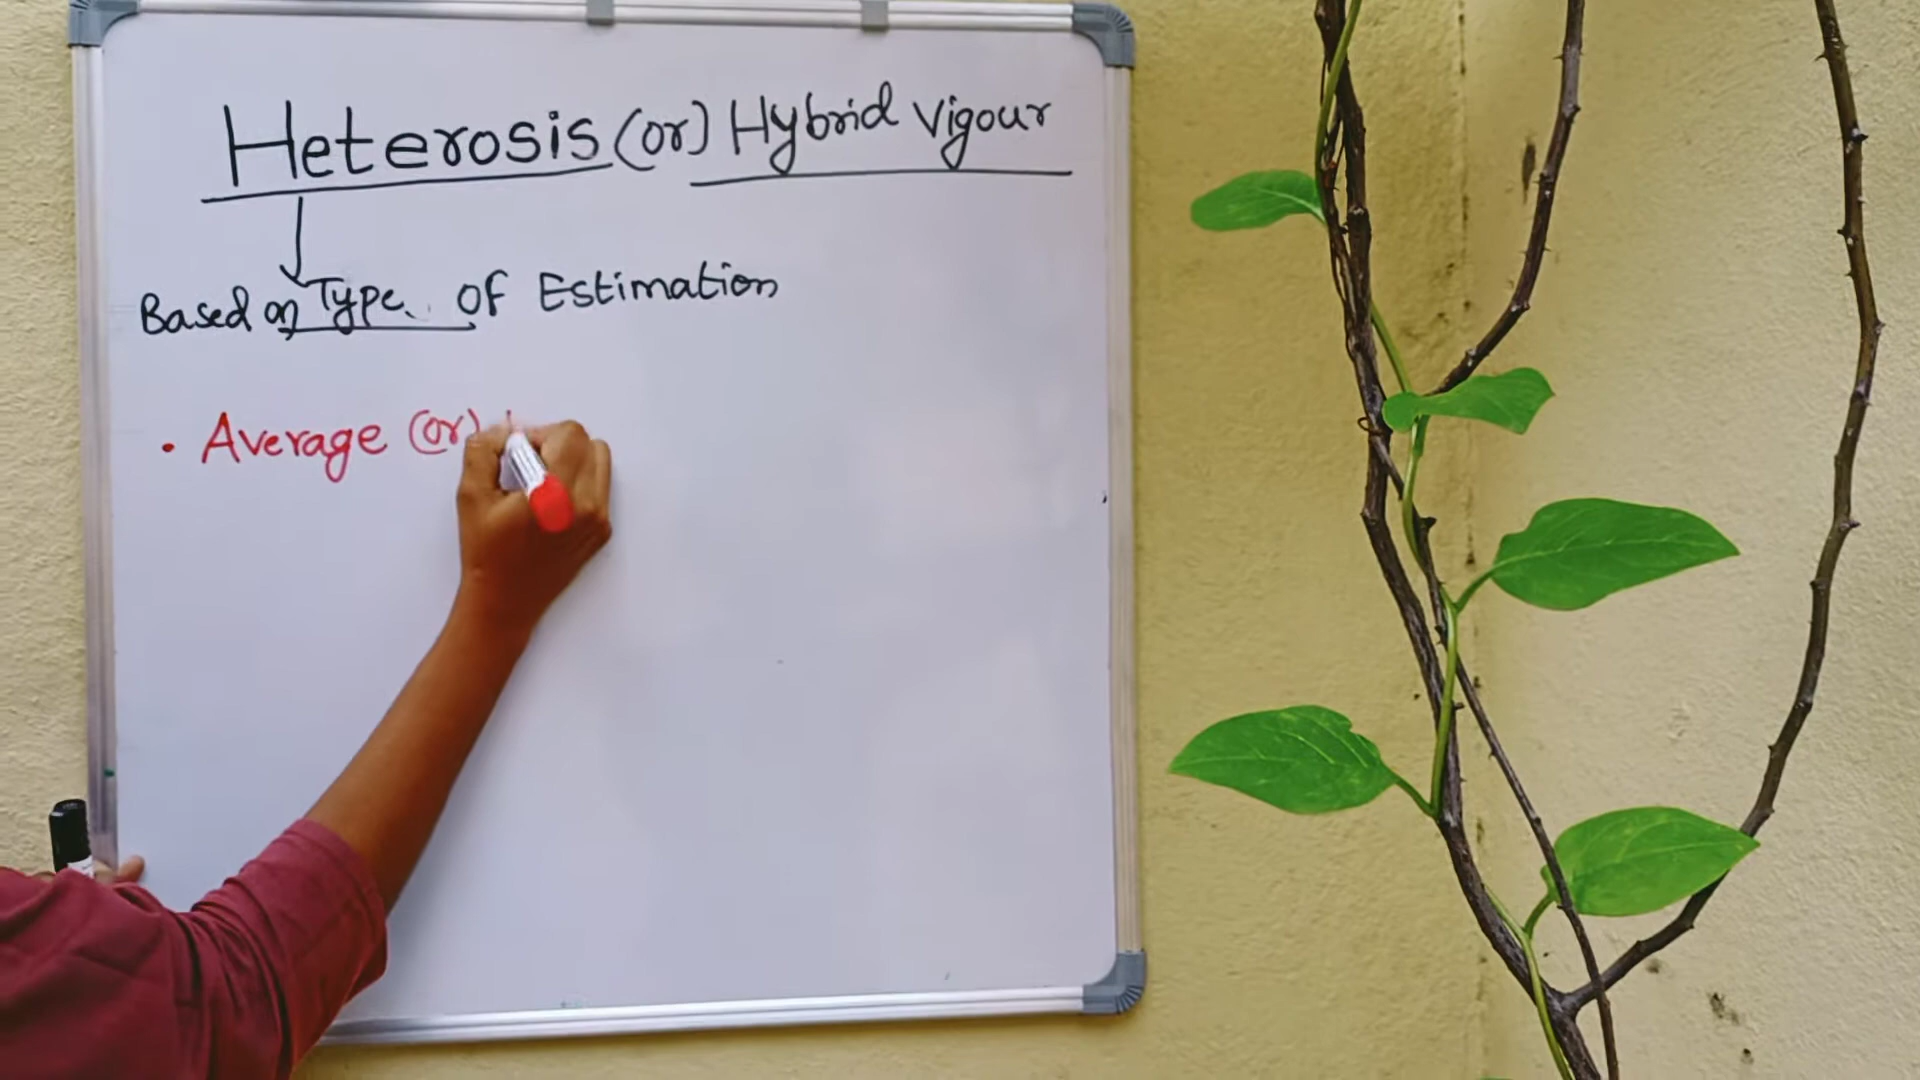 Heterosis (or) Hybrid Vigour
Based on Type of Estimation
• Average (or)